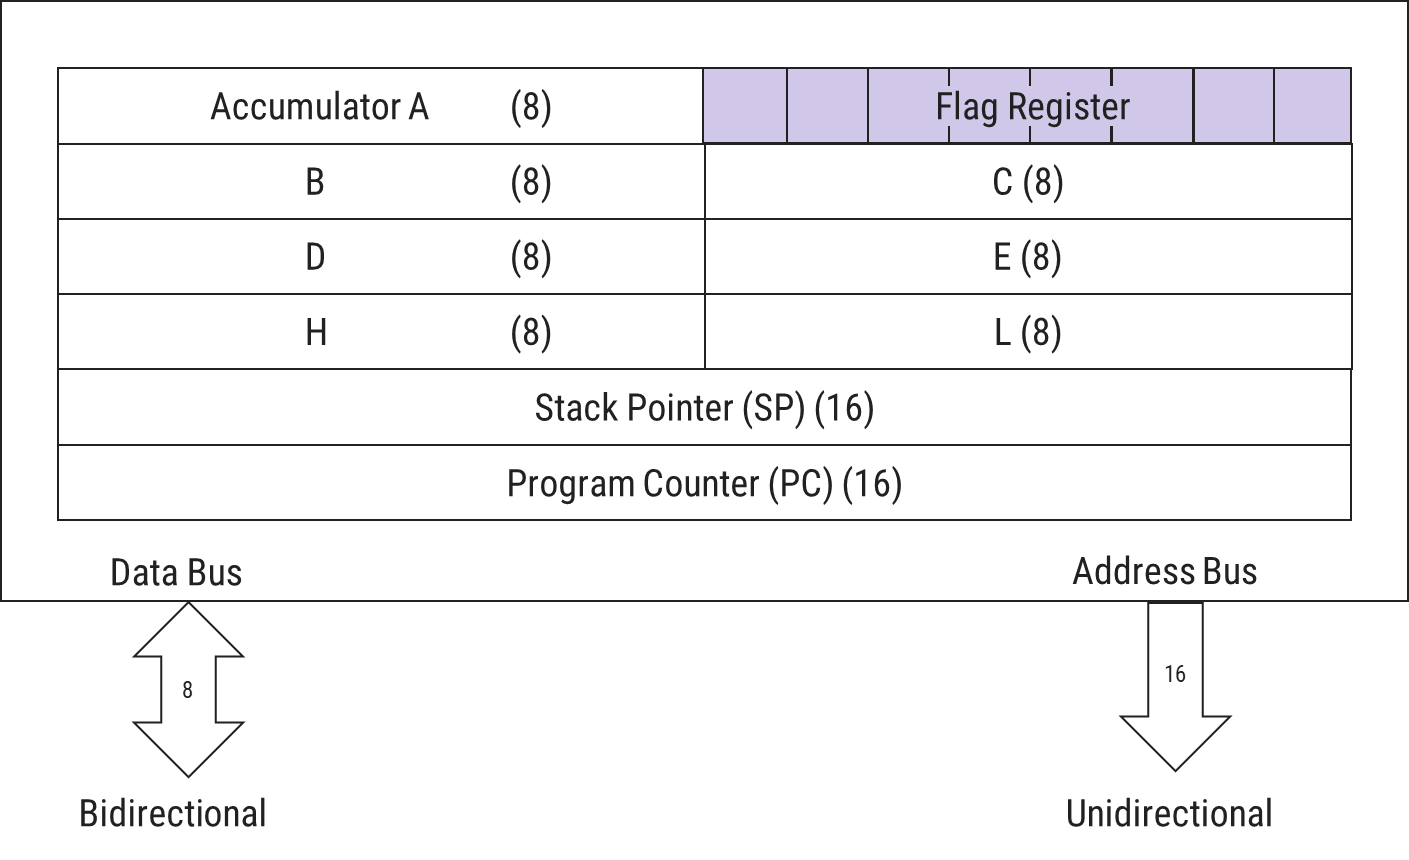 Accumulator A (8) Flag Register
B (8) C (8)
D (8) E (8)
H (8) L (8)
Stack Pointer (SP) (16)
Program Counter (PC) (16)
Data Bus Address Bus
8 16
Bidirectional Unidirectional